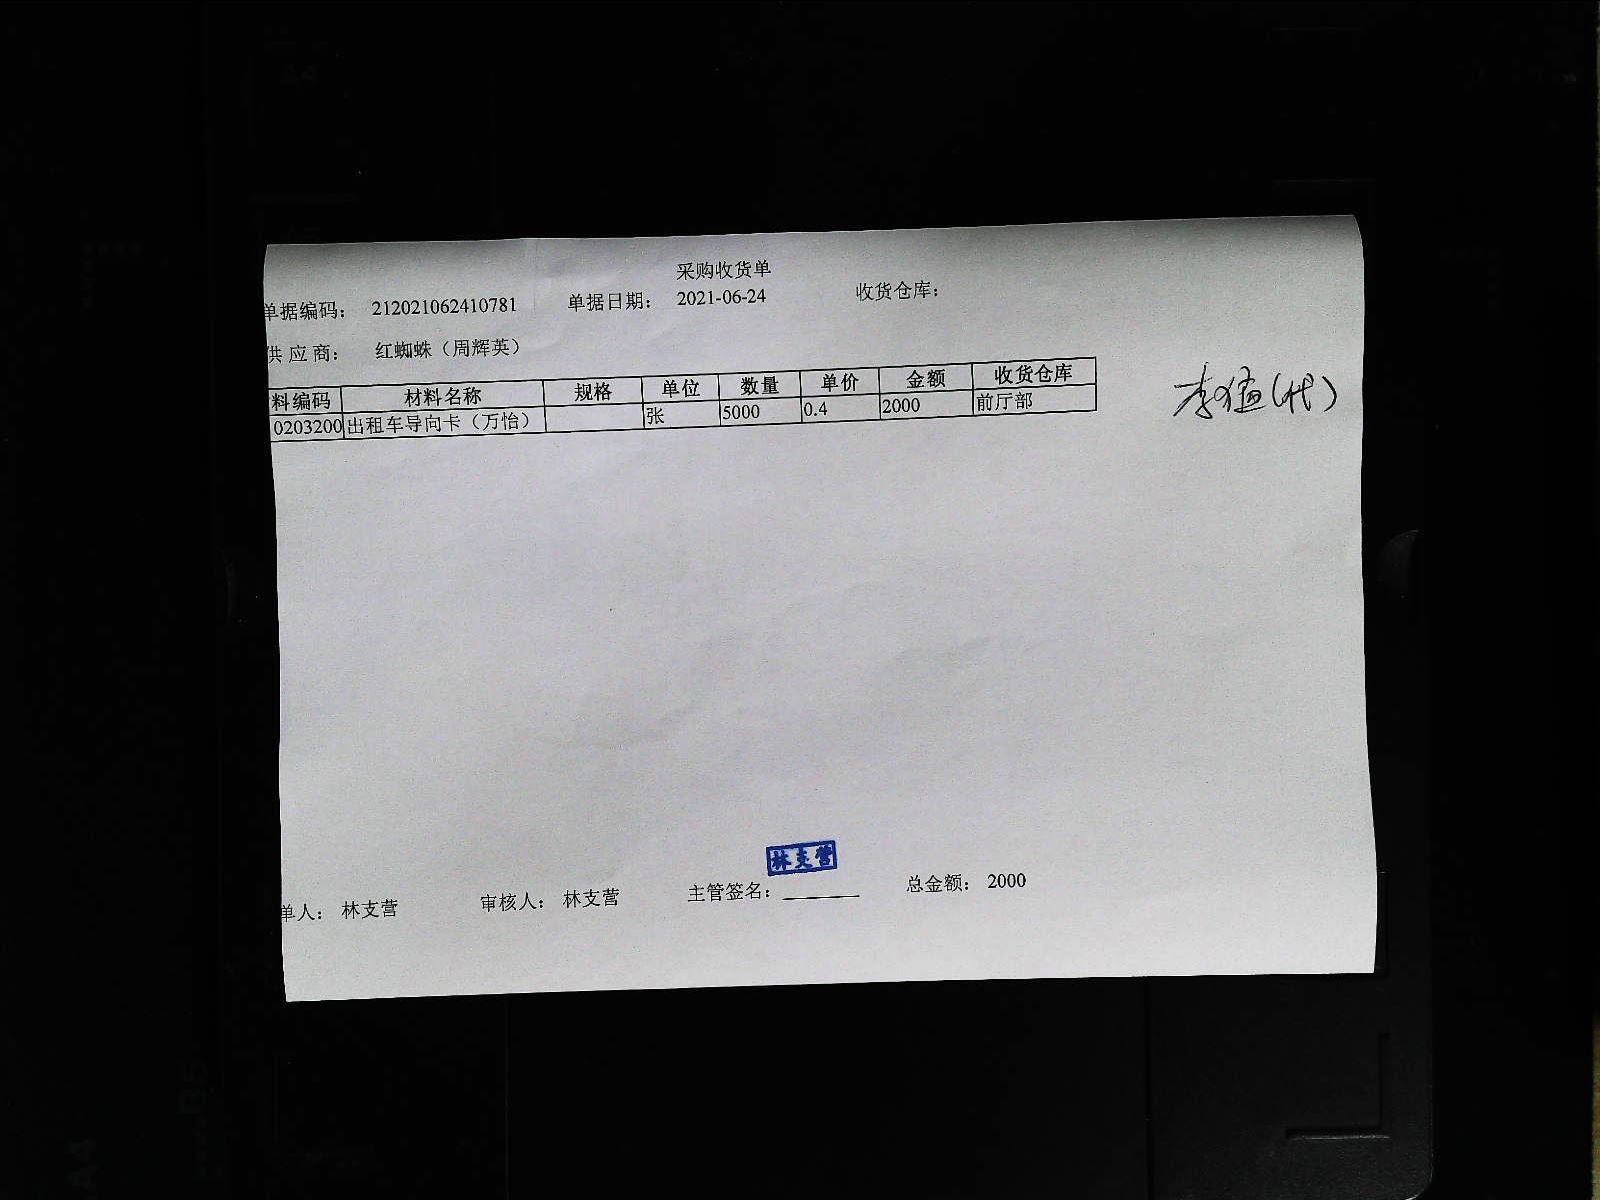 采购收货单
单据编码： 212021062410781 单据日期： 2021-06-24 收货仓库：
供应商： 红蜘蛛（周辉英）
料编码 材料名称 规格 单位 数量 单价 金额 收货仓库
0203200 出租车导向卡（万怡） 张 5000 0.4 2000 前厅部
李猛(代)
林支营
单人： 林支营 审核人： 林支营 主管签名： 总金额： 2000